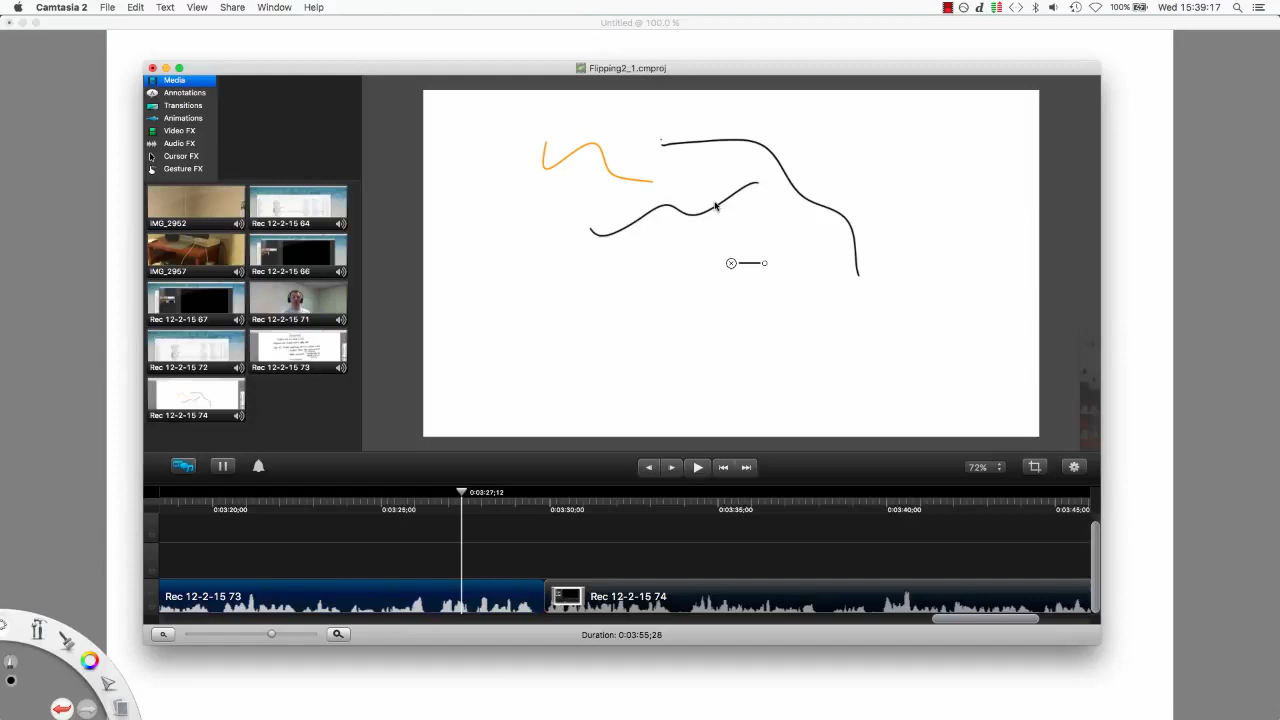 Camtasia 2 File Edit Text View Share Window Help 100% Wed 15:39:17
Untitled @ 100.0 %
Flipping2_1.cmproj
Media
Annotations
Transitions
Animations
Video FX
Audio FX
Cursor FX
Gesture FX
IMG_2952 Rec 12-2-15 64
IMG_2957 Rec 12-2-15 66
Rec 12-2-15 67 Rec 12-2-15 71
Rec 12-2-15 72 Rec 12-2-15 73
Rec 12-2-15 74
72%
0:03:27;12
0:03:20;00 0:03:25;00 0:03:30;00 0:03:35;00 0:03:40;00 0:03:45;00
Rec 12-2-15 73 Rec 12-2-15 74
Duration: 0:03:55;28